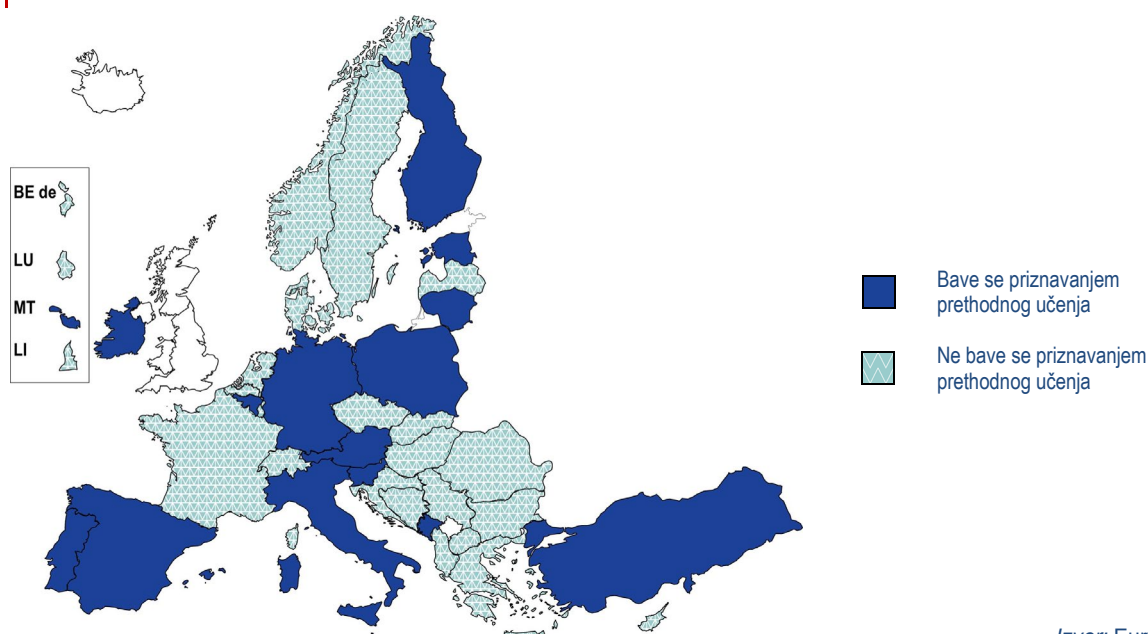 BE de
LU
MT
LI
Bave se priznavanjem
prethodnog učenja
Ne bave se priznavanjem
prethodnog učenja